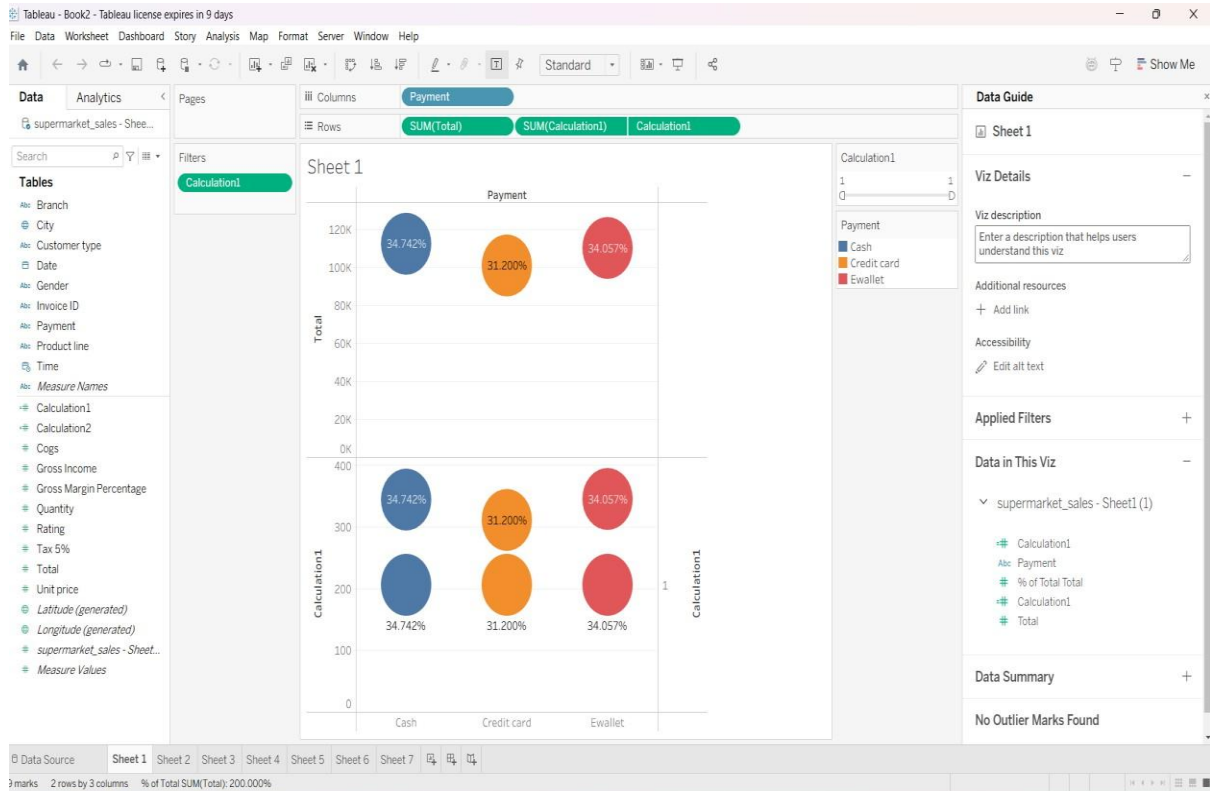 Tableau - Book2 - Tableau license expires in 9 days
File Data Worksheet Dashboard Story Analysis Map Format Server Window Help
Standard
Show Me
Data Analytics
supermarket_sales - Shee...
Search
Tables
Abc Branch
City
Abc Customer type
Date
Abc Gender
Abc Invoice ID
Abc Payment
Abc Product line
Time
Abc Measure Names
Calculation1
Calculation2
Cogs
Gross Income
Gross Margin Percentage
Quantity
Rating
Tax 5%
Total
Unit price
Latitude (generated)
Longitude (generated)
supermarket_sales - Sheet...
Measure Values
Pages
Filters
Calculation1
Columns Payment
Rows SUM(Total) SUM(Calculation1) Calculation1
Sheet 1
Payment
120K
100K
80K
60K
40K
20K
0K
Total
34.742% 31.200% 34.057%
400
300
200
100
0
Calculation1
34.742% 31.200% 34.057%
34.742% 31.200% 34.057%
1
Calculation1
Cash Credit card Ewallet
Calculation1
1 1
Payment
Cash
Credit card
Ewallet
Data Guide
Sheet 1
Viz Details
Viz description
Enter a description that helps users
understand this viz
Additional resources
+ Add link
Accessibility
Edit alt text
Applied Filters +
Data in This Viz
supermarket_sales - Sheet1 (1)
Calculation1
Abc Payment
# % of Total Total
Calculation1
# Total
Data Summary +
No Outlier Marks Found
Data Source Sheet 1 Sheet 2 Sheet 3 Sheet 4 Sheet 5 Sheet 6 Sheet 7
9 marks 2 rows by 3 columns % of Total SUM(Total): 200.000%